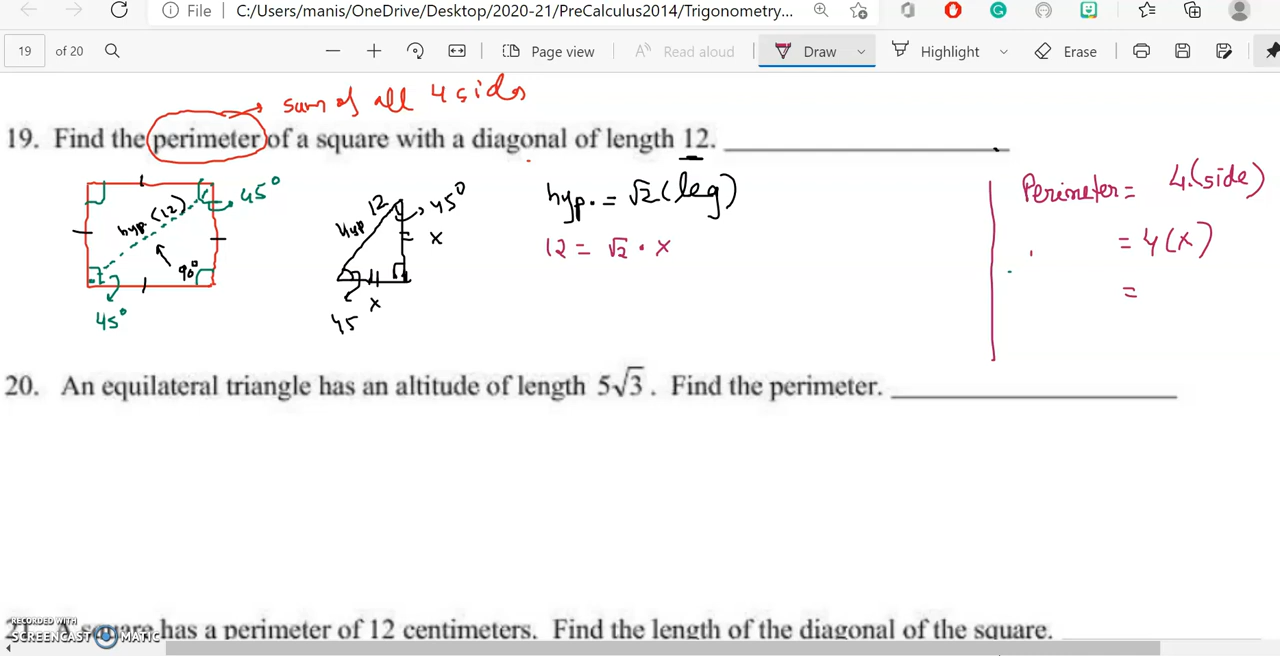 File C:/Users/manis/OneDrive/Desktop/2020-21/PreCalculus2014/Trigonometry...
19 of 20 Page view Read aloud Draw Highlight Erase
sum of all 4 sides
19. Find the perimeter of a square with a diagonal of length 12.
45° hyp. (12) 90° 45°
12 hyp 45° x x 45
hyp. = √2 (leg)
12 = √2 · x
Perimeter = 4.(side)
= 4(x)
=
20. An equilateral triangle has an altitude of length 5√3. Find the perimeter.
21. A square has a perimeter of 12 centimeters. Find the length of the diagonal of the square.
RECORDED WITH
SCREENCAST MATIC